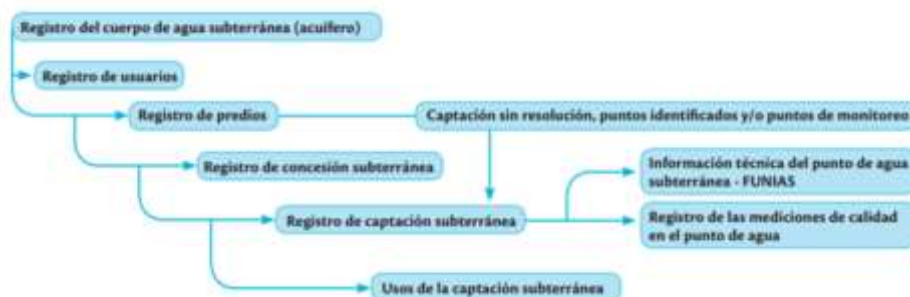 Registro del cuerpo de agua subterránea (acuífero)
Registro de usuarios
Registro de predios
Captación sin resolución, puntos identificados y/o puntos de monitoreo
Registro de concesión subterránea
Información técnica del punto de agua
subterránea - FUNIAS
Registro de captación subterránea
Registro de las mediciones de calidad
en el punto de agua
Usos de la captación subterránea